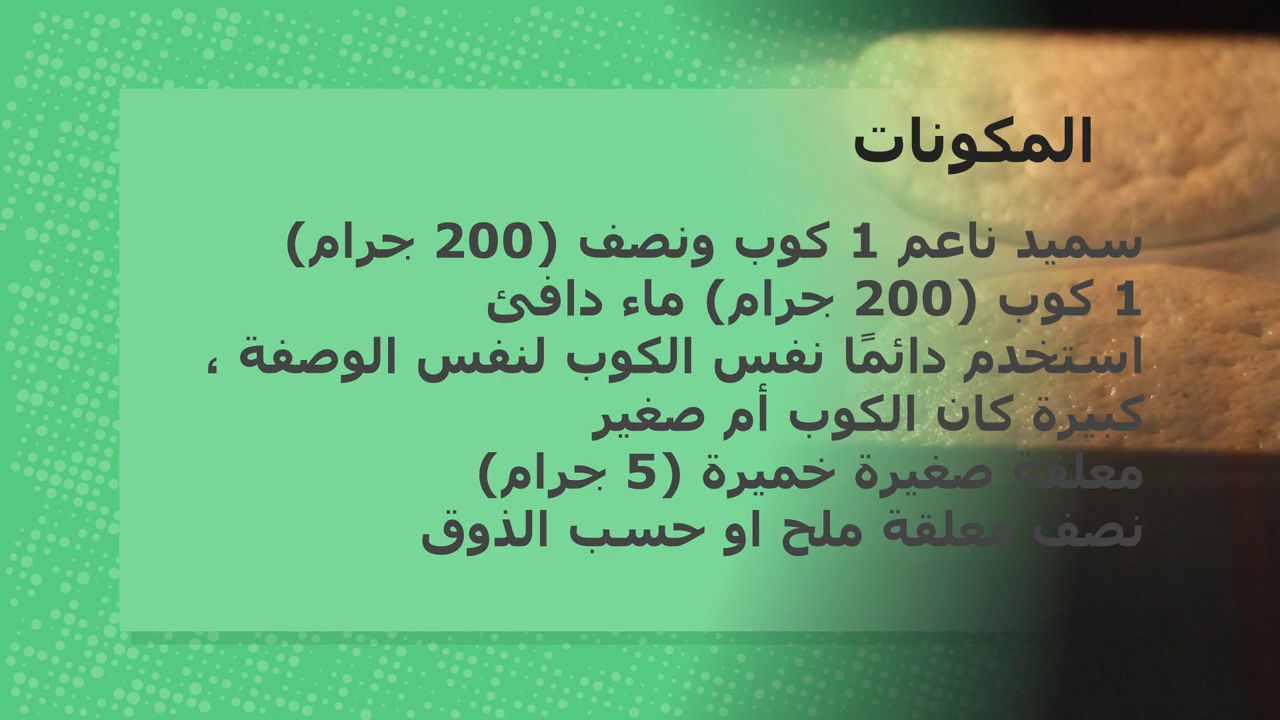 المكونات
سميد ناعم 1 كوب ونصف (200 جرام)
1 كوب (200 جرام) ماء دافئ
استخدم دائمًا نفس الكوب لنفس الوصفة ،
كبيرة كان الكوب أم صغير
معلقة صغيرة خميرة (5 جرام)
نصف معلقة ملح او حسب الذوق